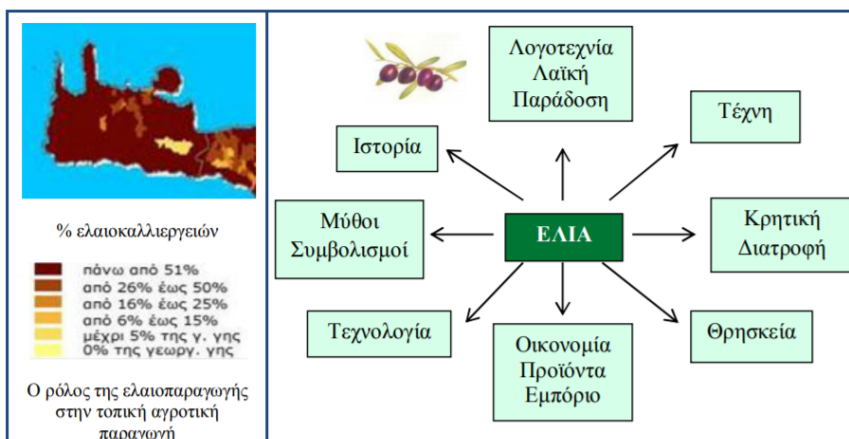 % ελαιοκαλλιεργειών
πάνω από 51%
από 26% έως 50%
από 16% έως 25%
από 6% έως 15%
μέχρι 5% της γ. γης
0% της γεωργ. γης
Ο ρόλος της ελαιοπαραγωγής
στην τοπική αγροτική
παραγωγή
Λογοτεχνία
Λαϊκή
Παράδοση
Τέχνη
Ιστορία
Μύθοι
Συμβολισμοί
ΕΛΙΑ
Κρητική
Διατροφή
Τεχνολογία
Οικονομία
Προϊόντα
Εμπόριο
Θρησκεία